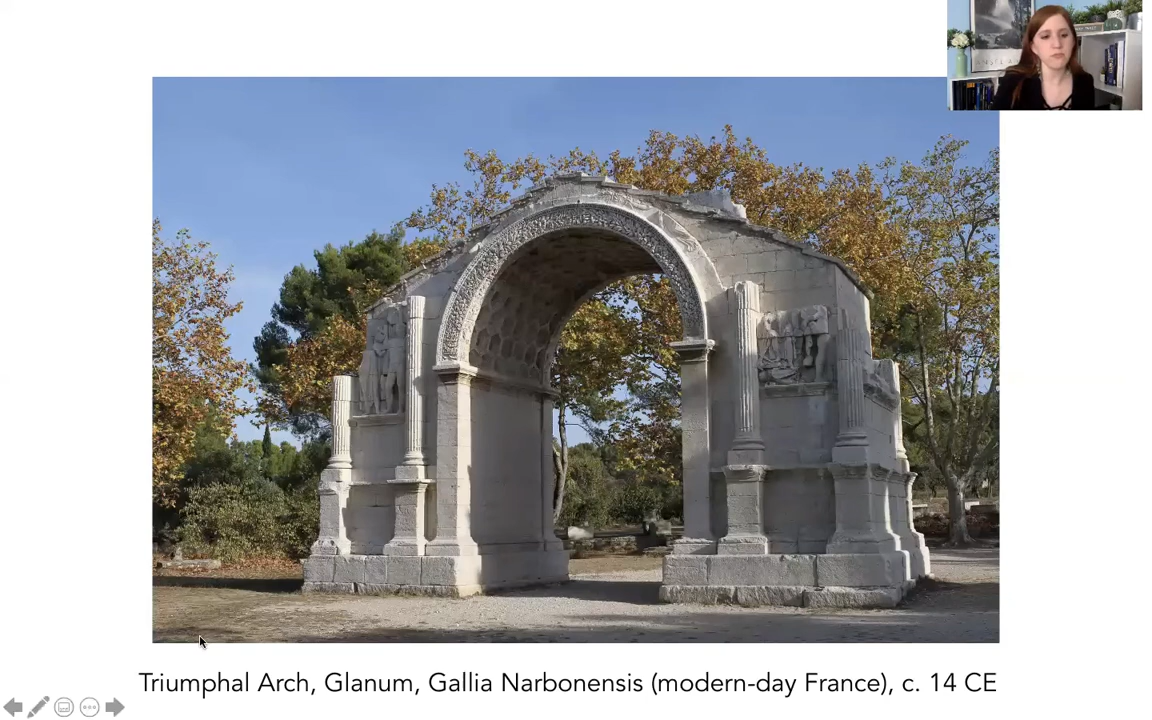 Triumphal Arch, Glanum, Gallia Narbonensis (modern-day France), c. 14 CE